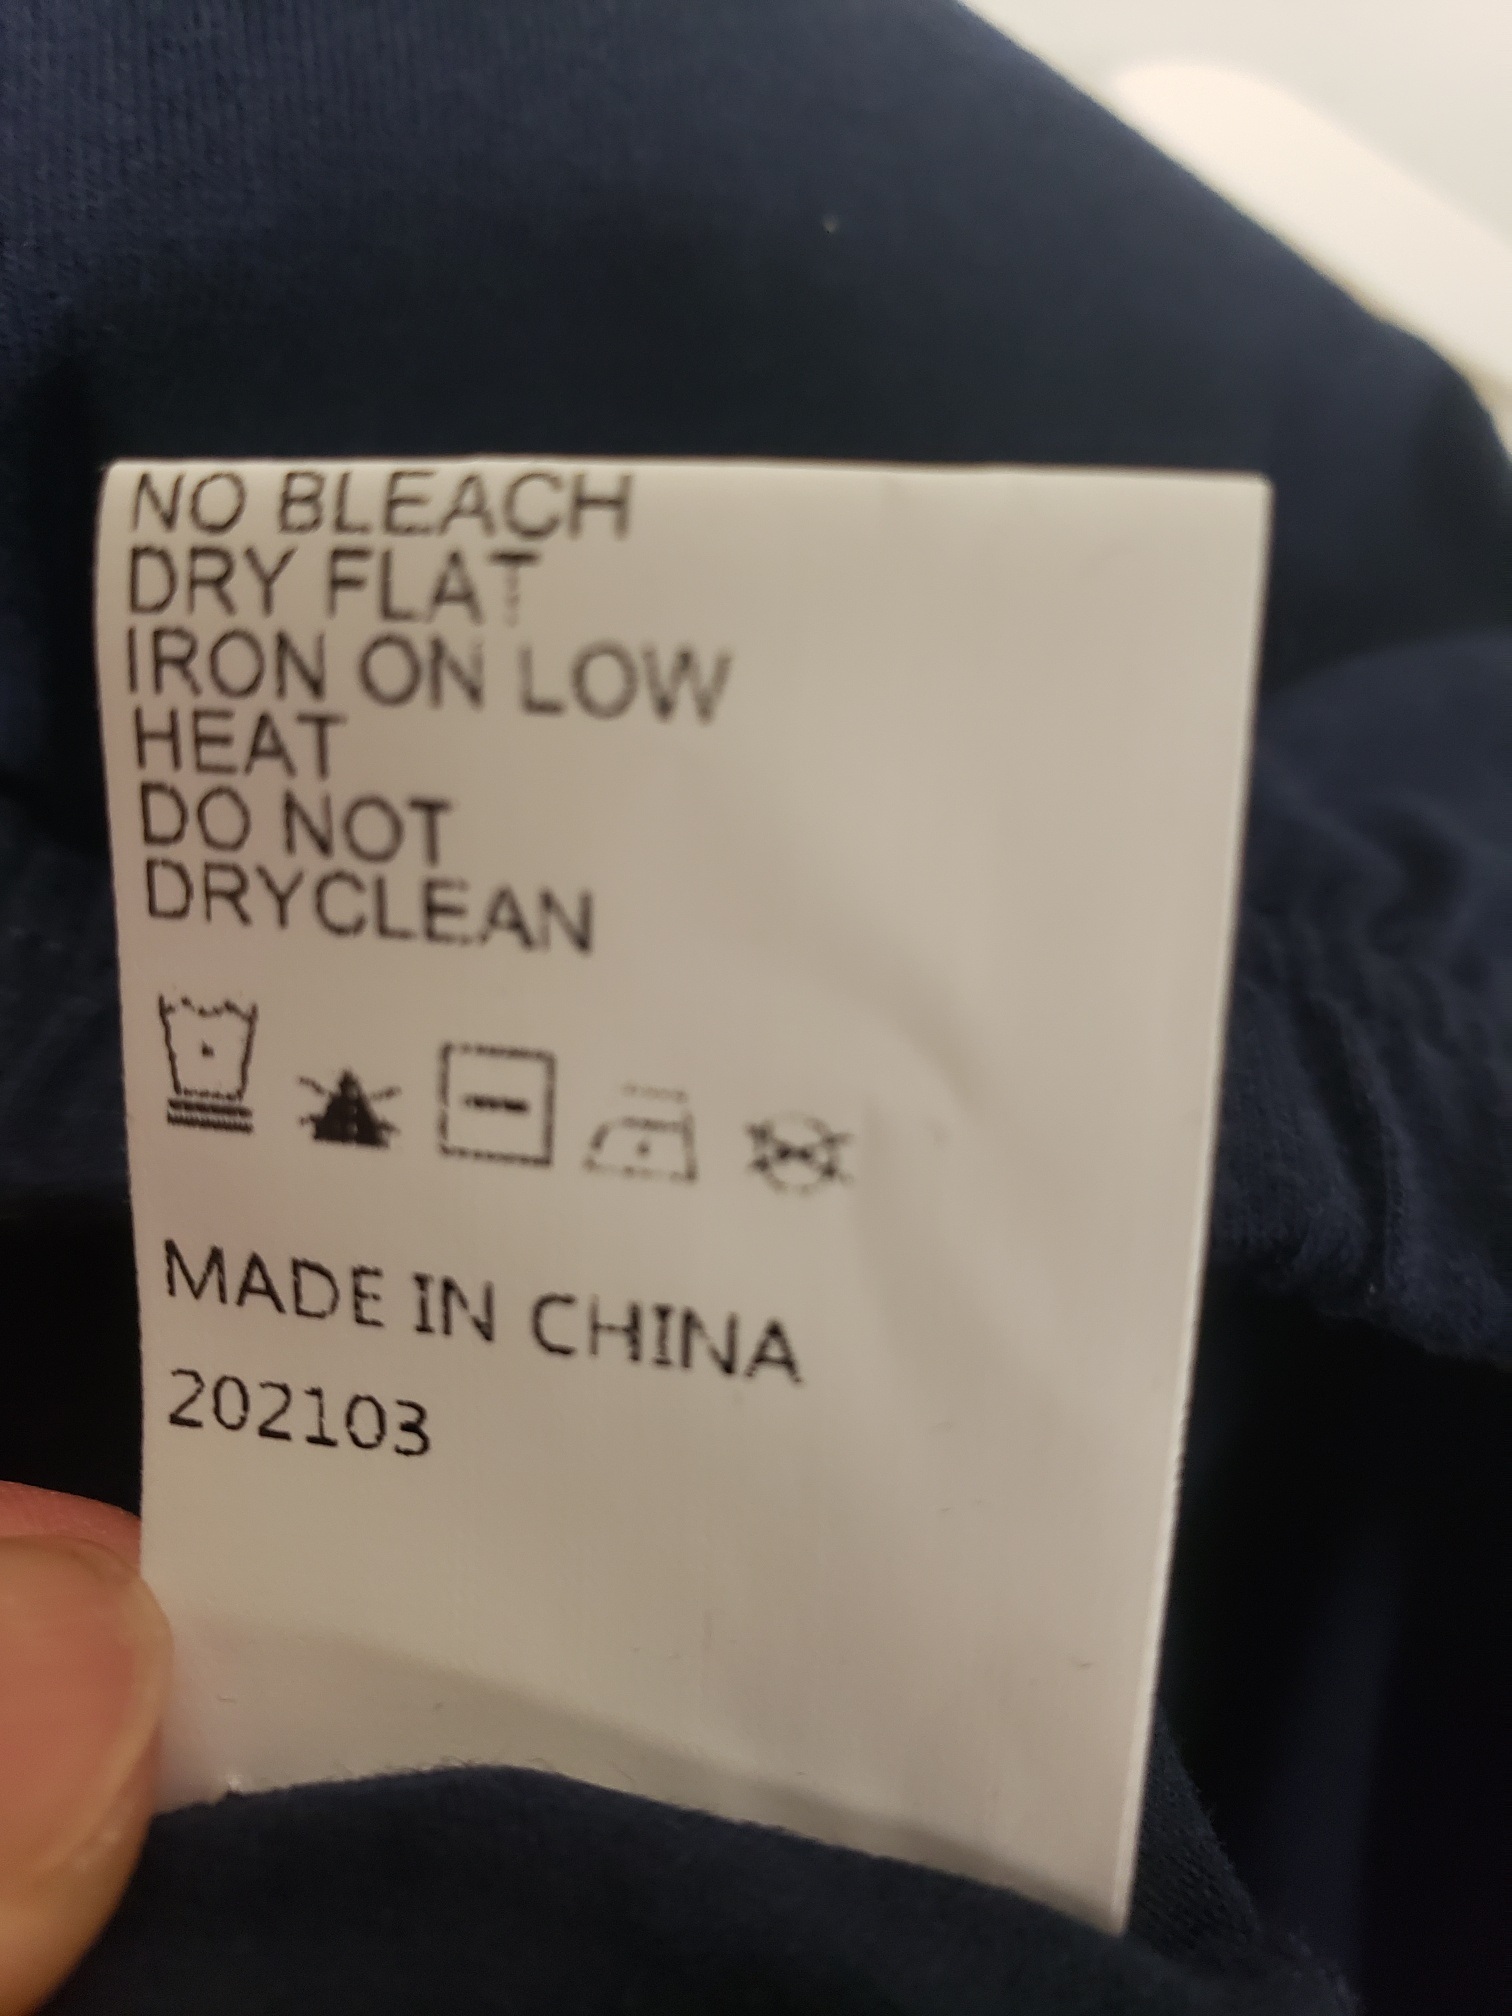 NO BLEACH
DRY FLAT
IRON ON LOW
HEAT
DO NOT
DRYCLEAN
MADE IN CHINA
202103